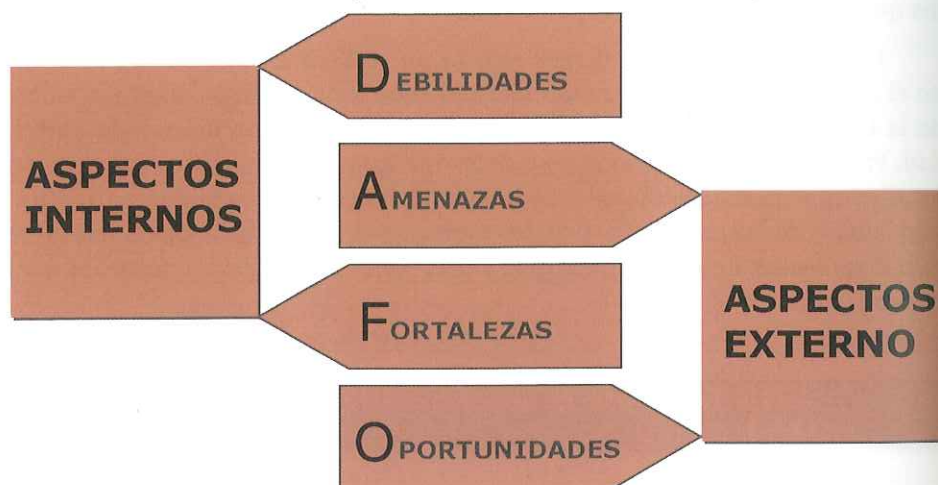 DEBILIDADES
ASPECTOS
INTERNOS
AMENAZAS
FORTALEZAS
ASPECTOS
EXTERNO
OPORTUNIDADES